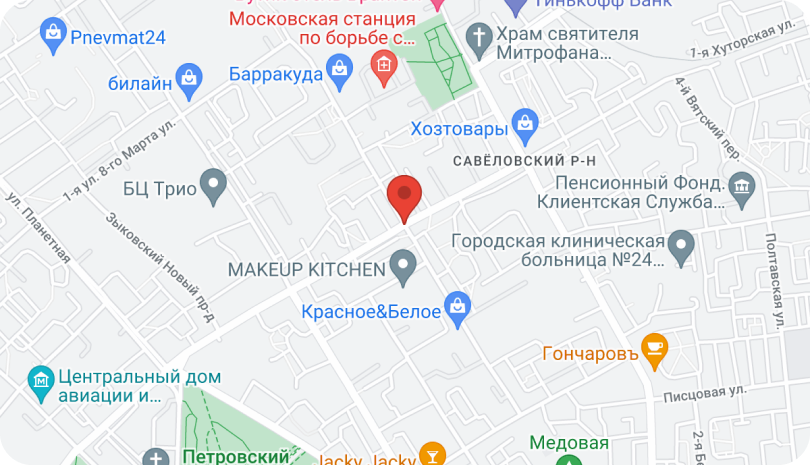 Тинькофф Банк
Московская станция
по борьбе с...
Храм святителя
Митрофана...
1-я Хуторская ул.
Pnevmat24
билайн
Барракуда
4-й Вятский пер.
Хозтовары
1-я ул. 8-го Марта ул.
САВЁЛОВСКИЙ Р-Н
БЦ Трио
Пенсионный Фонд.
Клиентская Служба...
ул. Планетная
Зыковский Новый пр-д
Городская клиническая
больница №24...
Полтавская ул.
MAKEUP KITCHEN
Красное&Белое
Гончаровъ
Центральный дом
авиации и...
Писцовая ул.
Медовая
Петровский
Jacky Jacky